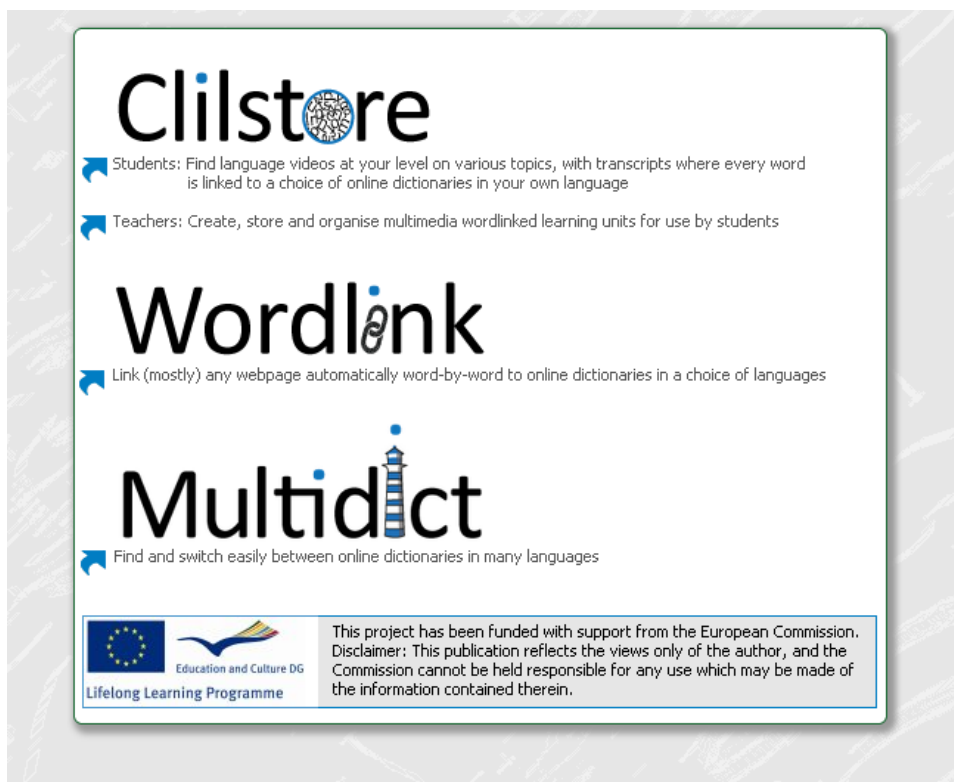 Clilstore
Students: Find language videos at your level on various topics, with transcripts where every word
is linked to a choice of online dictionaries in your own language
Teachers: Create, store and organise multimedia wordlinked learning units for use by students
Wordlink
Link (mostly) any webpage automatically word-by-word to online dictionaries in a choice of languages
Multidict
Find and switch easily between online dictionaries in many languages
Education and Culture DG
Lifelong Learning Programme
This project has been funded with support from the European Commission.
Disclaimer: This publication reflects the views only of the author, and the
Commission cannot be held responsible for any use which may be made of
the information contained therein.